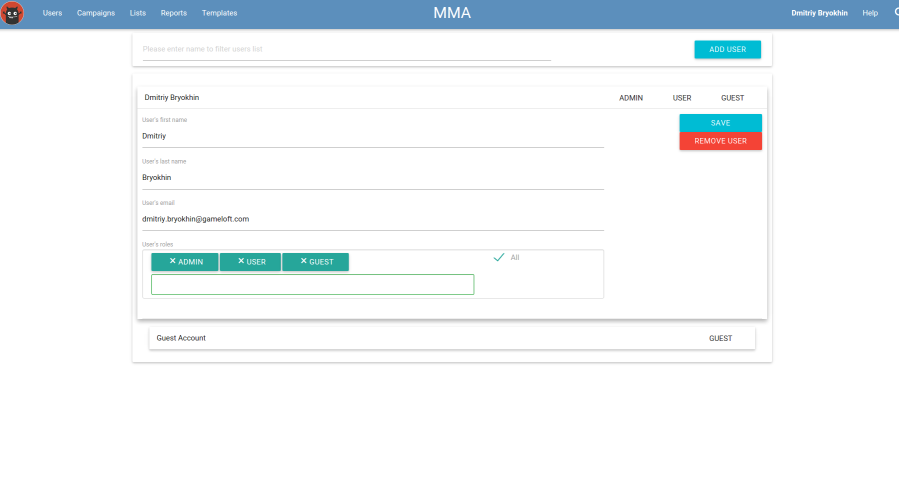 Users Campaigns Lists Reports Templates MMA Dmitriy Bryokhin Help
Please enter name to filter users list ADD USER
Dmitriy Bryokhin ADMIN USER GUEST
User's first name
SAVE
Dmitriy
REMOVE USER
User's last name
Bryokhin
User's email
dmitriy.bryokhin@gameloft.com
User's roles
✕ ADMIN ✕ USER ✕ GUEST All
Guest Account GUEST